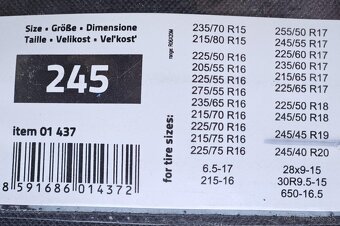 Size • Größe • Dimensione
Taille • Velikost • Veľkosť
245
item 01 437
8 591686 014372
for tire sizes:
235/70 R15
215/80 R15
225/50 R16
205/55 R16
225/55 R16
275/55 R16
225/60 R16
235/65 R16
215/70 R16
225/70 R16
215/75 R16
225/75 R16
6.5-17
215-16
255/50 R17
245/55 R17
225/60 R17
215/65 R17
225/65 R17
225/50 R18
245/50 R18
245/45 R19
245/40 R20
28x9-15
30R9.5-15
650-16.5